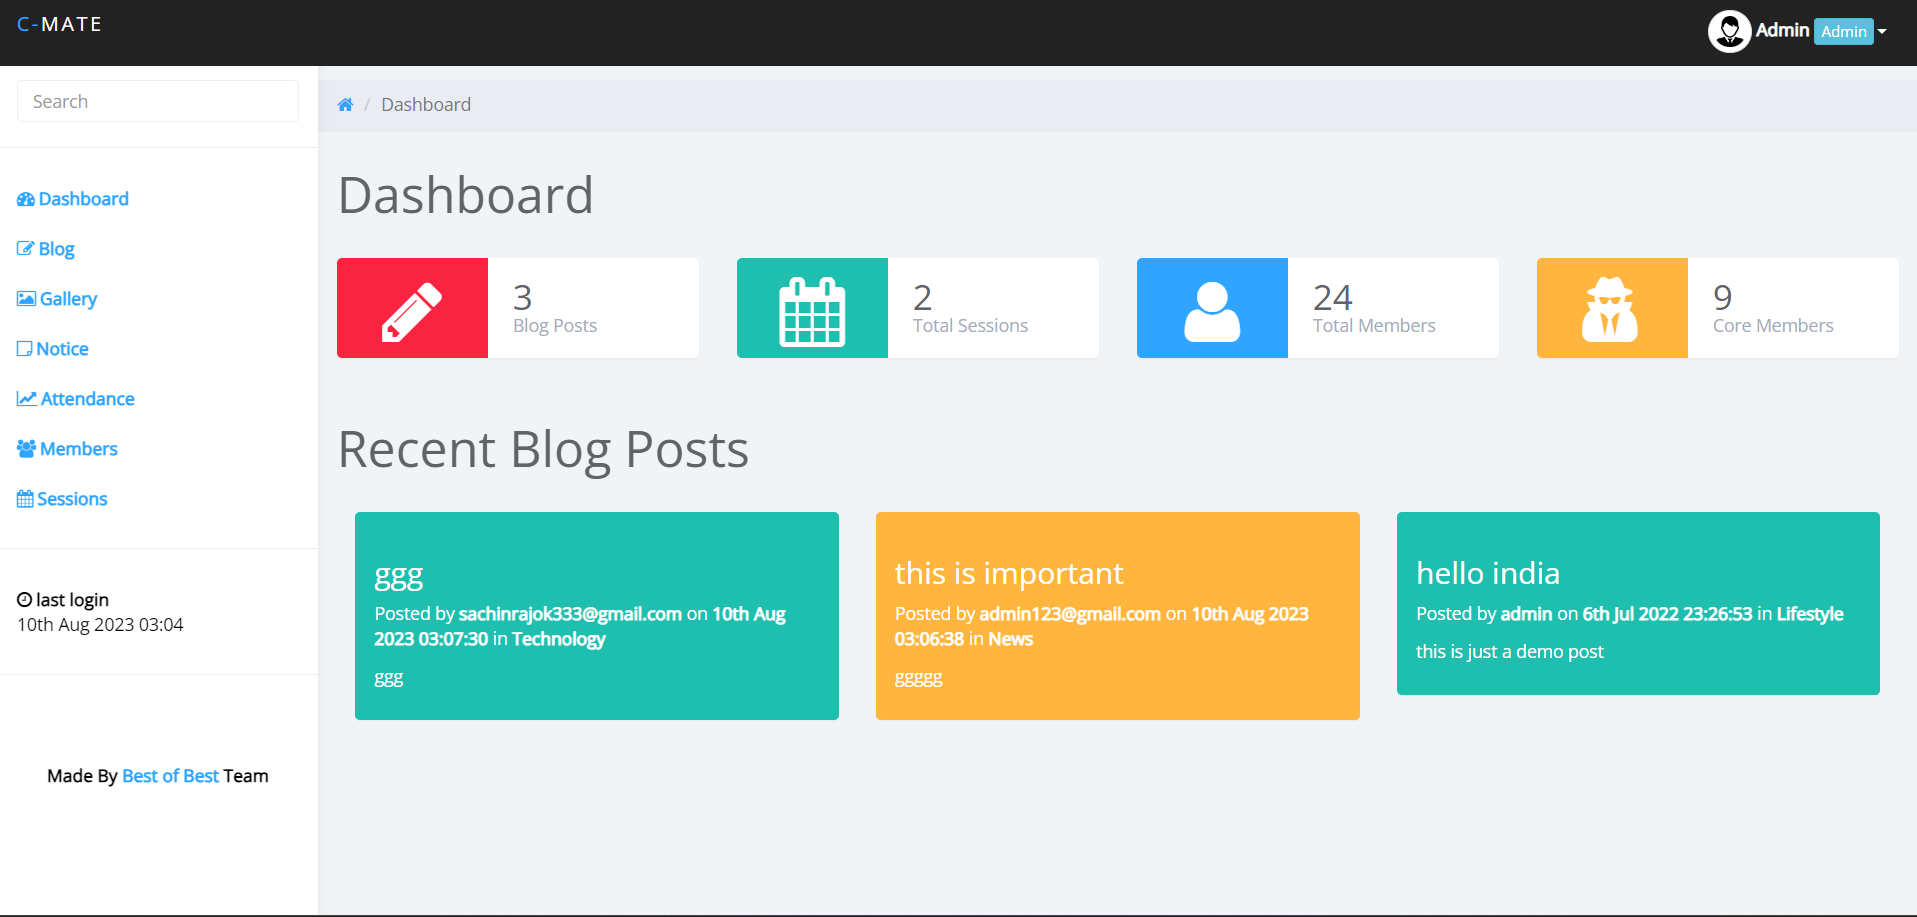 C-MATE
Admin Admin
Search
Dashboard
Blog
Gallery
Notice
Attendance
Members
Sessions
last login
10th Aug 2023 03:04
Made By Best of Best Team
/ Dashboard
Dashboard
3
Blog Posts
2
Total Sessions
24
Total Members
9
Core Members
Recent Blog Posts
ggg
Posted by sachinrajok333@gmail.com on 10th Aug
2023 03:07:30 in Technology
ggg
this is important
Posted by admin123@gmail.com on 10th Aug 2023
03:06:38 in News
ggggg
hello india
Posted by admin on 6th Jul 2022 23:26:53 in Lifestyle
this is just a demo post